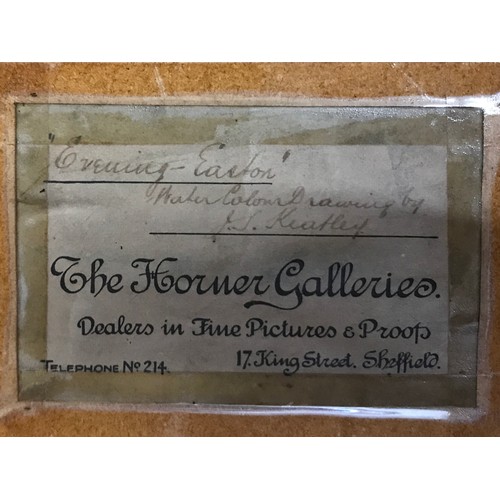 "Evening - Easton"
Water Colour Drawing by
J. S. Keatley
The Horner Galleries.
Dealers in Fine Pictures & Proofs
Telephone No 214.
17. King Street. Sheffield.